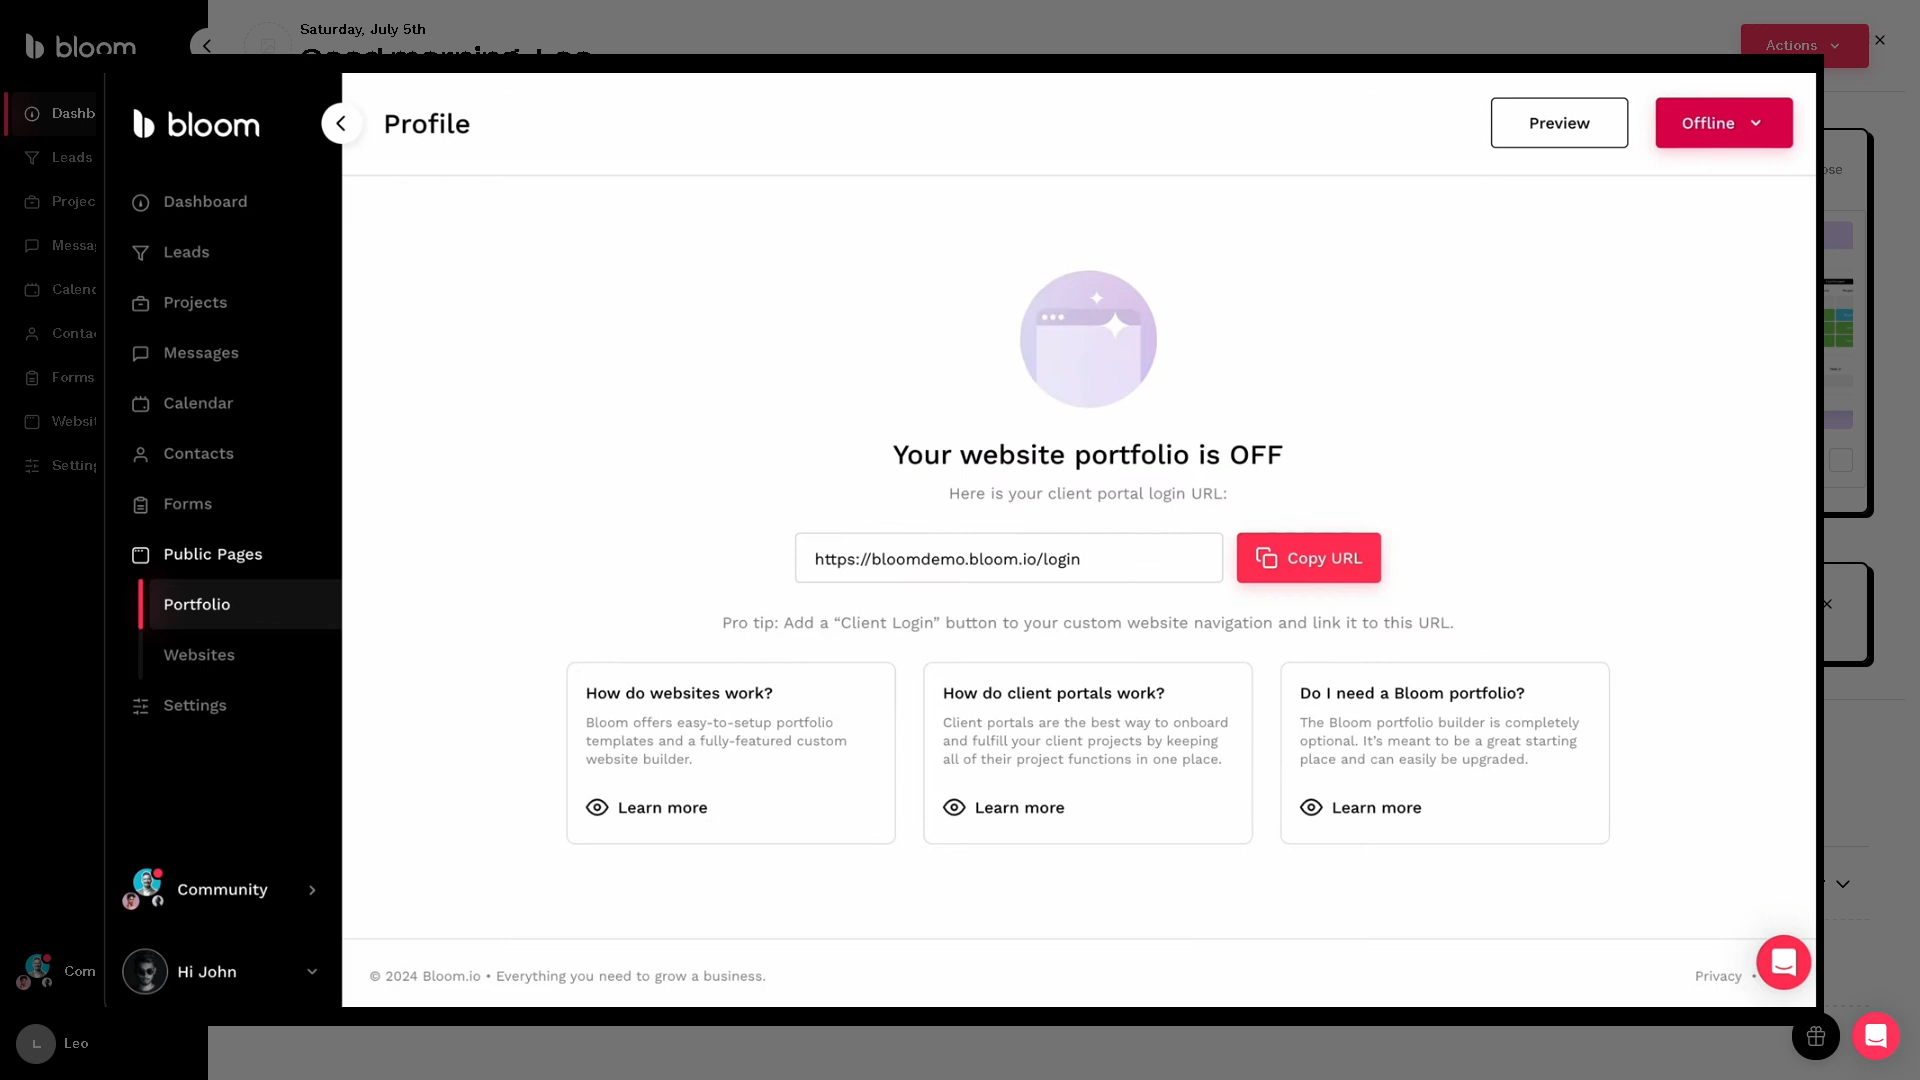 bloom
Saturday, July 5th
Actions
Dashb
Leads
Projec
Messa
Calenc
Contac
Forms
Websit
Setting
Com
L
Leo
ose
bloom
Dashboard
Leads
Projects
Messages
Calendar
Contacts
Forms
Public Pages
Portfolio
Websites
Settings
Community
Hi John
Profile
Preview
Offline
Your website portfolio is OFF
Here is your client portal login URL:
https://bloomdemo.bloom.io/login
Copy URL
Pro tip: Add a “Client Login” button to your custom website navigation and link it to this URL.
How do websites work?
Bloom offers easy-to-setup portfolio
templates and a fully-featured custom
website builder.
Learn more
How do client portals work?
Client portals are the best way to onboard
and fulfill your client projects by keeping
all of their project functions in one place.
Learn more
Do I need a Bloom portfolio?
The Bloom portfolio builder is completely
optional. It’s meant to be a great starting
place and can easily be upgraded.
Learn more
© 2024 Bloom.io • Everything you need to grow a business.
Privacy •